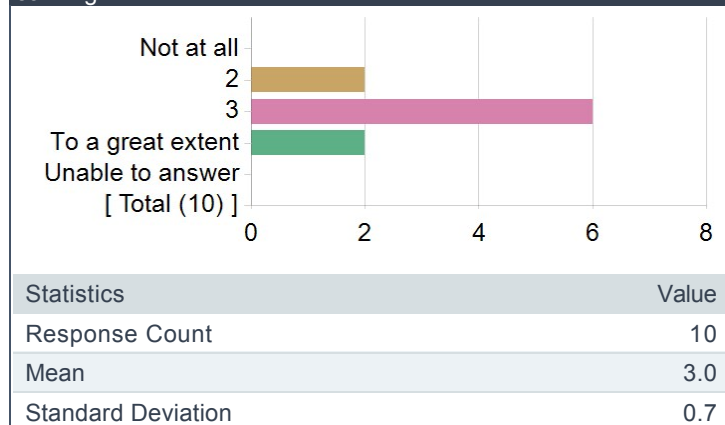 Not at all
2
3
To a great extent
Unable to answer
[ Total (10) ]
0 2 4 6 8
Statistics Value
Response Count 10
Mean 3.0
Standard Deviation 0.7